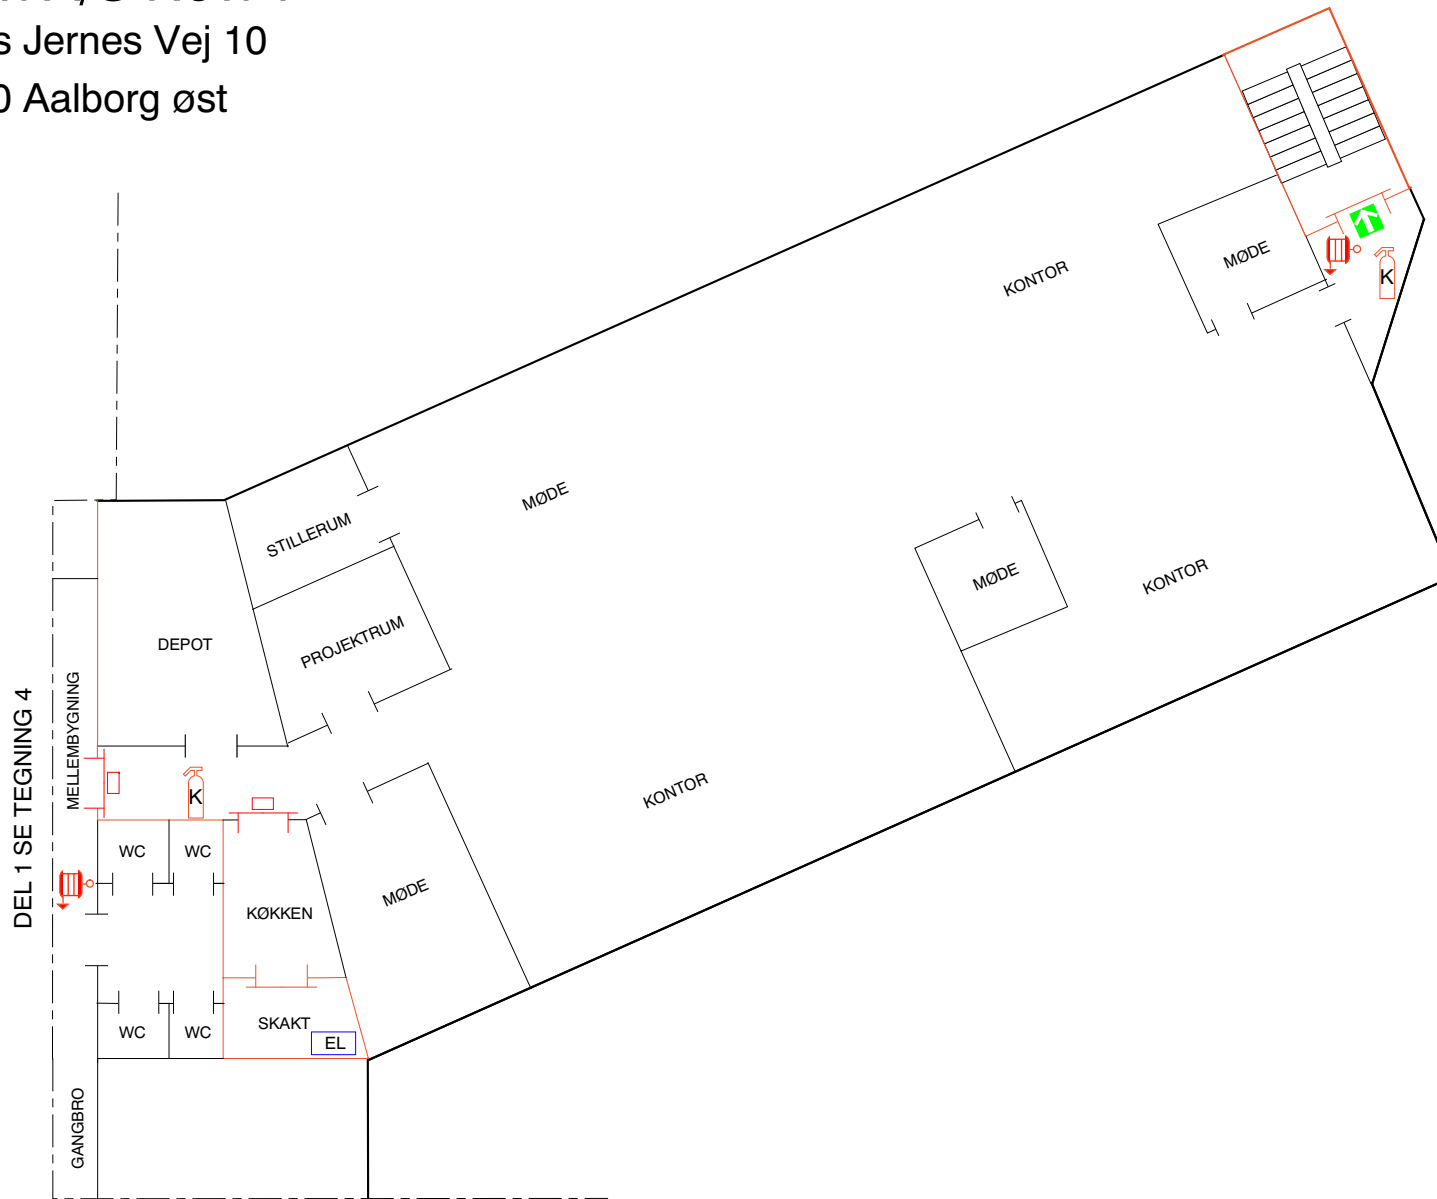 s Jernes Vej 10
0 Aalborg øst
MØDE
KONTOR
K
MØDE
STILLERUM
MØDE
KONTOR
PROJEKTRUM
DEPOT
MELLEMBYGNING
DEL 1 SE TEGNING 4
KONTOR
K
WC
WC
MØDE
KØKKEN
WC
WC
SKAKT
EL
GANGBRO